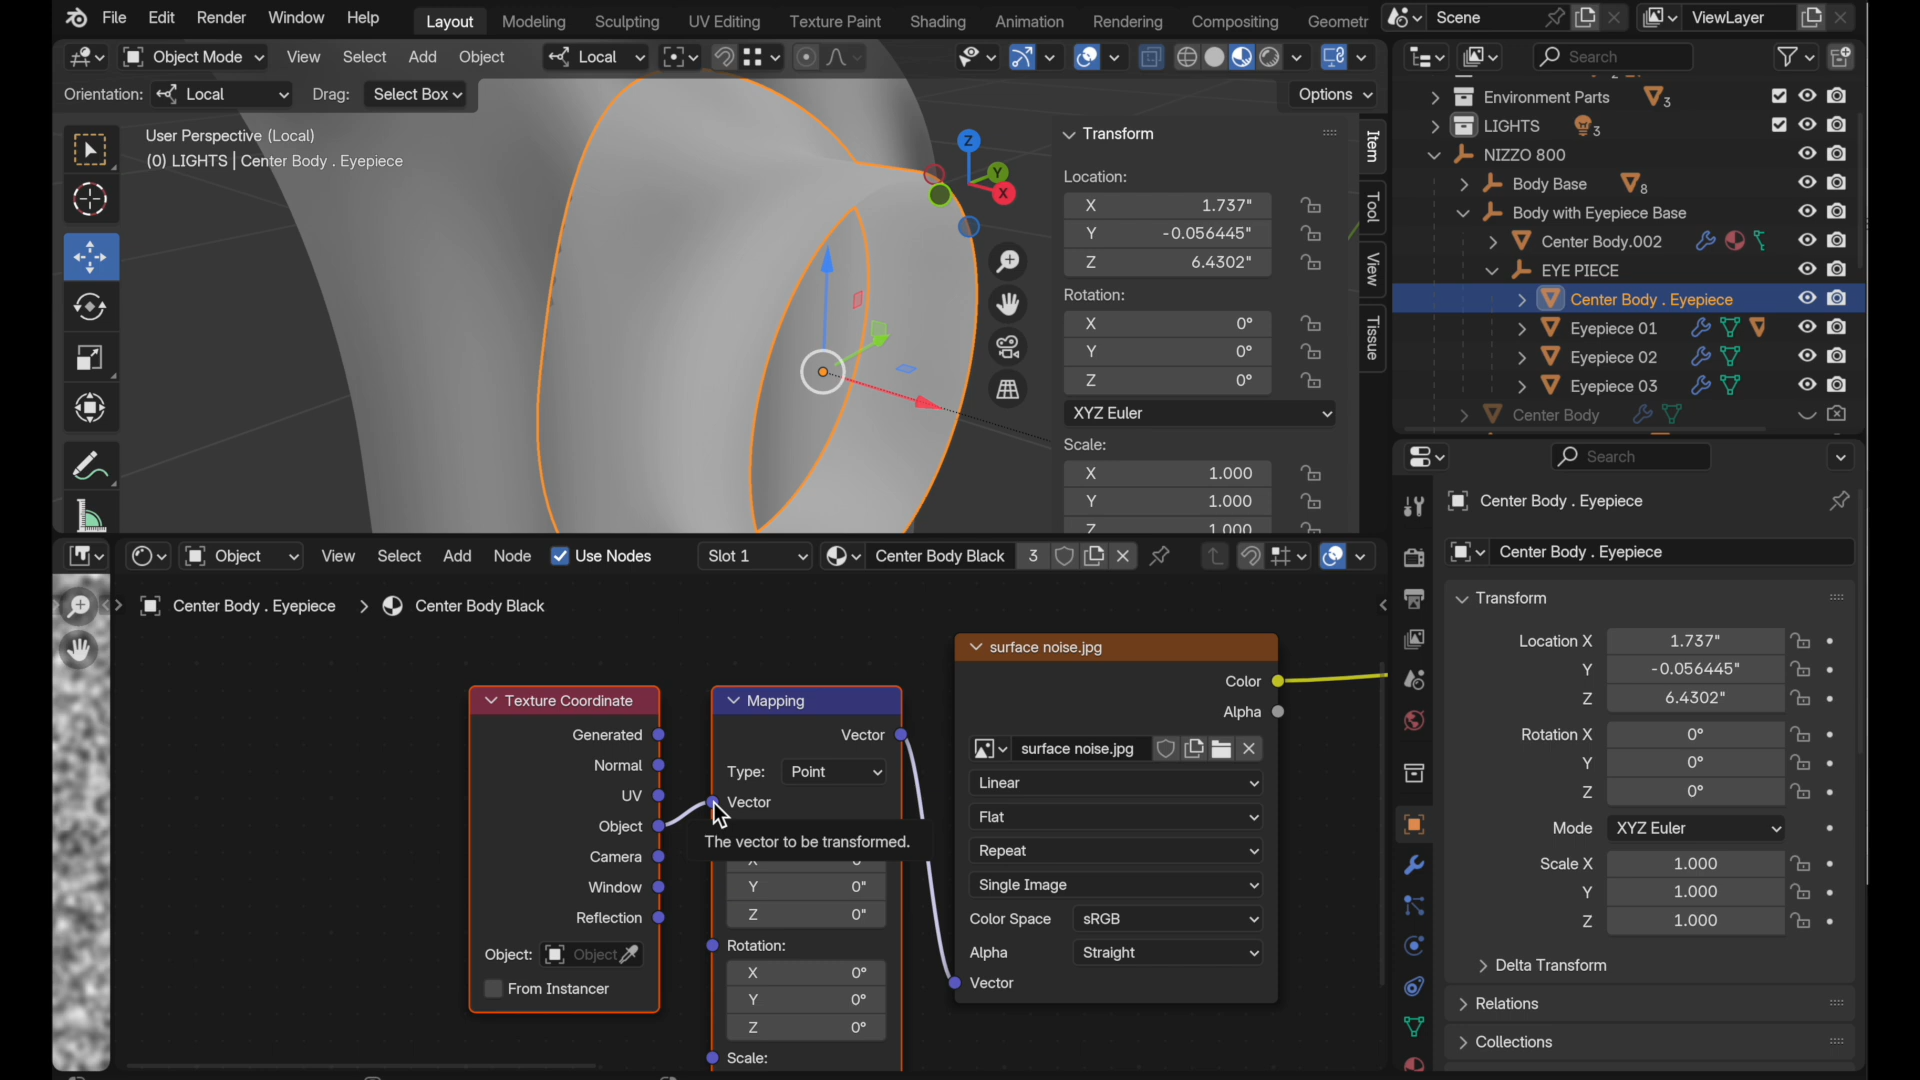 File Edit Render Window Help Layout Modeling Sculpting UV Editing Texture Paint Shading Animation Rendering Compositing Geometr Scene ViewLayer
Object Mode View Select Add Object Local Search
Orientation: Local Drag: Select Box Options
User Perspective (Local)
(0) LIGHTS | Center Body . Eyepiece
Z
Y
X
Transform
Location:
X 1.737"
Y -0.056445"
Z 6.4302"
Rotation:
X 0°
Y 0°
Z 0°
XYZ Euler
Scale:
X 1.000
Y 1.000
Z 1.000
Item
Tool
View
Tissue
Environment Parts 3
LIGHTS 3
NIZZO 800
Body Base 8
Body with Eyepiece Base
Center Body.002
EYE PIECE
Center Body . Eyepiece
Eyepiece 01
Eyepiece 02
Eyepiece 03
Center Body
Object View Select Add Node Use Nodes Slot 1 Center Body Black 3
Center Body . Eyepiece > Center Body Black
Texture Coordinate
Generated
Normal
UV
Object
Camera
Window
Reflection
Object: Object
From Instancer
Mapping
Vector
Type: Point
Vector
The vector to be transformed.
Y 0"
Z 0"
Rotation:
X 0°
Y 0°
Z 0°
Scale:
surface noise.jpg
Color
Alpha
surface noise.jpg
Linear
Flat
Repeat
Single Image
Color Space sRGB
Alpha Straight
Vector
Search
Center Body . Eyepiece
Center Body . Eyepiece
Transform
Location X 1.737"
Y -0.056445"
Z 6.4302"
Rotation X 0°
Y 0°
Z 0°
Mode XYZ Euler
Scale X 1.000
Y 1.000
Z 1.000
Delta Transform
Relations
Collections